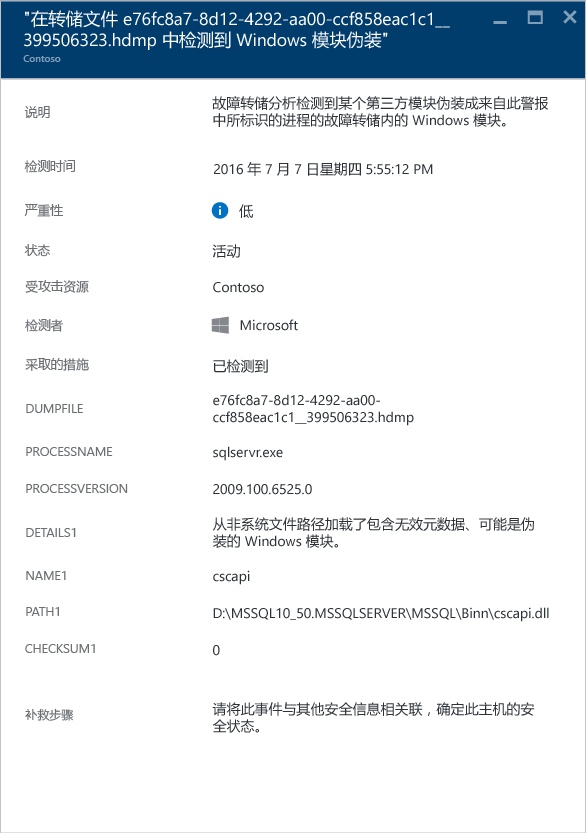 "在转储文件 e76fc8a7-8d12-4292-aa00-ccf858eac1c1__
399506323.hdmp 中检测到 Windows 模块伪装"
Contoso
说明
故障转储分析检测到某个第三方模块伪装成来自此警报
中所标识的进程的故障转储内的 Windows 模块。
检测时间
2016 年 7 月 7 日星期四 5:55:12 PM
严重性
低
状态
活动
受攻击资源
Contoso
检测者
Microsoft
采取的措施
已检测到
DUMPFILE
e76fc8a7-8d12-4292-aa00-
ccf858eac1c1__399506323.hdmp
PROCESSNAME
sqlservr.exe
PROCESSVERSION
2009.100.6525.0
DETAILS1
从非系统文件路径加载了包含无效元数据、可能是伪
装的 Windows 模块。
NAME1
cscapi
PATH1
D:\MSSQL10_50.MSSQLSERVER\MSSQL\Binn\cscapi.dll
CHECKSUM1
0
补救步骤
请将此事件与其他安全信息相关联，确定此主机的安
全状态。